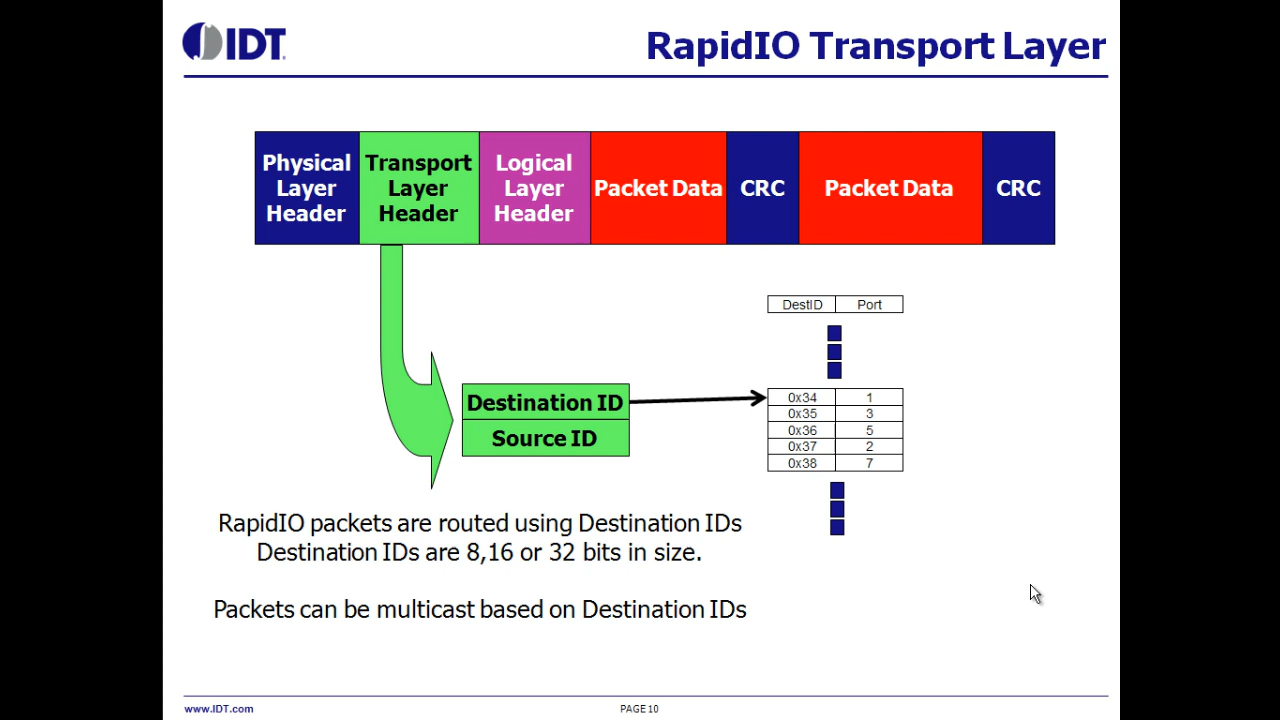 IDT
RapidIO Transport Layer
Physical
Layer
Header
Transport
Layer
Header
Logical
Layer
Header
Packet Data
CRC
Packet Data
CRC
DestID Port
0x34 1
0x35 3
0x36 5
0x37 2
0x38 7
Destination ID
Source ID
RapidIO packets are routed using Destination IDs
Destination IDs are 8,16 or 32 bits in size.
Packets can be multicast based on Destination IDs
www.IDT.com
PAGE 10